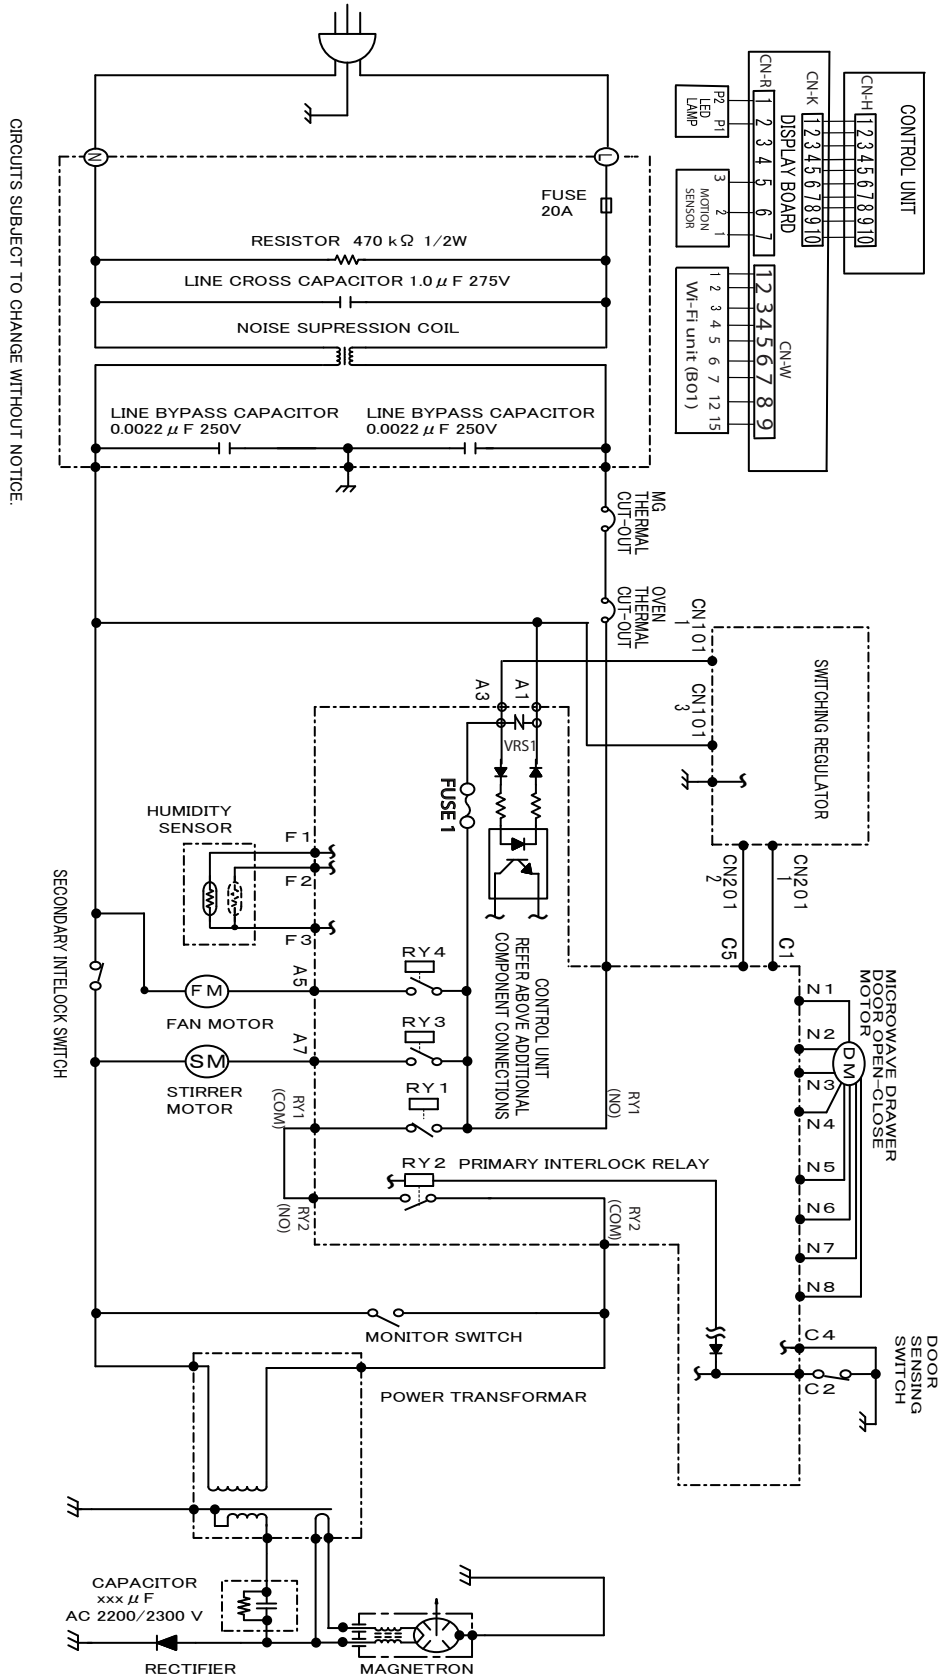 CONTROL UNIT
CN-H
1 2 3 4 5 6 7 8 9 10
CN-K
1 2 3 4 5 6 7 8 9 10
DISPLAY BOARD
CN-R
1 2 3 4 5 6 7
P2 P1
LED
LAMP
3 2 1
MOTION
SENSOR
CN-W
1 2 3 4 5 6 7 8 9
1 2 3 4 5 6 7 12 15
Wi-Fi unit (B01)
N
L
FUSE
20A
RESISTOR 470 kΩ 1/2W
LINE CROSS CAPACITOR 1.0 μF 275V
NOISE SUPRESSION COIL
LINE BYPASS CAPACITOR
0.0022 μF 250V
LINE BYPASS CAPACITOR
0.0022 μF 250V
CIRCUITS SUBJECT TO CHANGE WITHOUT NOTICE.
MG
THERMAL
CUT-OUT
OVEN
THERMAL
CUT-OUT
CN101
1
CN101
3
SWITCHING REGULATOR
CN201
1
CN201
2
C1
C5
A3
A1
VRS1
FUSE 1
HUMIDITY
SENSOR
F1
F2
F3
CONTROL UNIT
REFER ABOVE ADDITIONAL
COMPONENT CONNECTIONS
SECONDARY INTELOCK SWITCH
RY4
A5
FM
FAN MOTOR
RY3
A7
SM
STIRRER
MOTOR
RY1
RY1
(COM)
RY1
(NO)
RY2
PRIMARY INTERLOCK RELAY
RY2
(NO)
RY2
(COM)
MICROWAVE DRAWER
DOOR OPEN-CLOSE
MOTOR
DM
N1
N2
N3
N4
N5
N6
N7
N8
DOOR
SENSING
SWITCH
C4
C2
MONITOR SWITCH
POWER TRANSFORMAR
CAPACITOR
xxx μF
AC 2200/2300 V
RECTIFIER
MAGNETRON